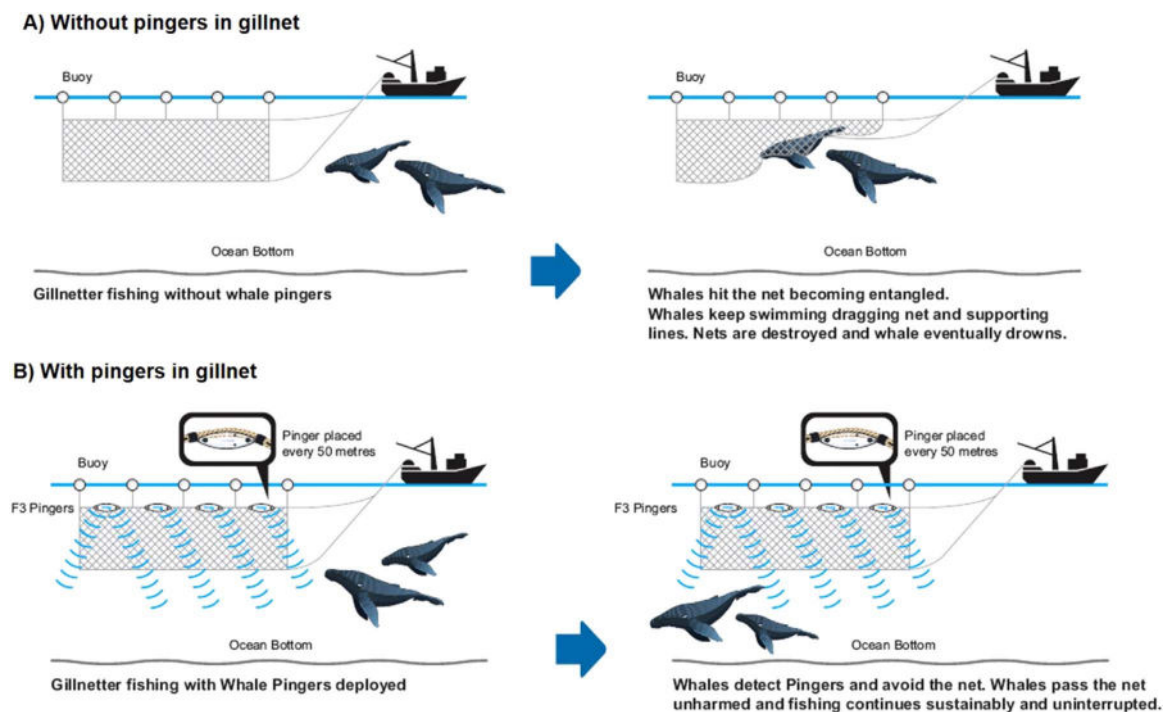 A) Without pingers in gillnet
Buoy
Ocean Bottom
Gillnetter fishing without whale pingers
Buoy
Ocean Bottom
Whales hit the net becoming entangled.
Whales keep swimming dragging net and supporting
lines. Nets are destroyed and whale eventually drowns.
B) With pingers in gillnet
Pinger placed
every 50 metres
Buoy
F3 Pingers
Ocean Bottom
Gillnetter fishing with Whale Pingers deployed
Pinger placed
every 50 metres
Buoy
F3 Pingers
Ocean Bottom
Whales detect Pingers and avoid the net. Whales pass the net
unharmed and fishing continues sustainably and uninterrupted.